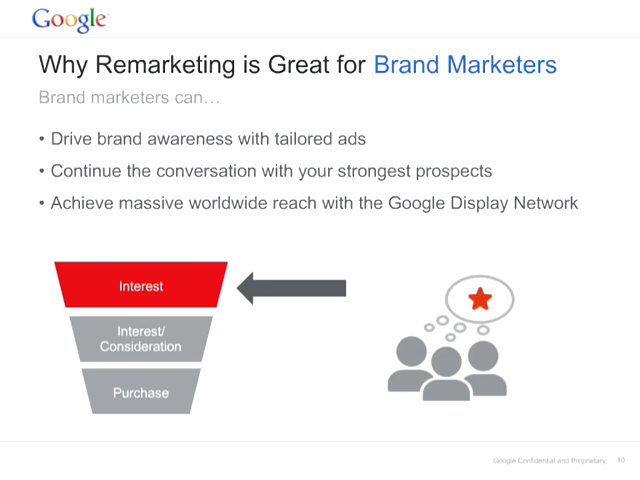 Google
Why Remarketing is Great for Brand Marketers
Brand marketers can…
• Drive brand awareness with tailored ads
• Continue the conversation with your strongest prospects
• Achieve massive worldwide reach with the Google Display Network
Interest
Interest/
Consideration
Purchase
Google Confidential and Proprietary 10